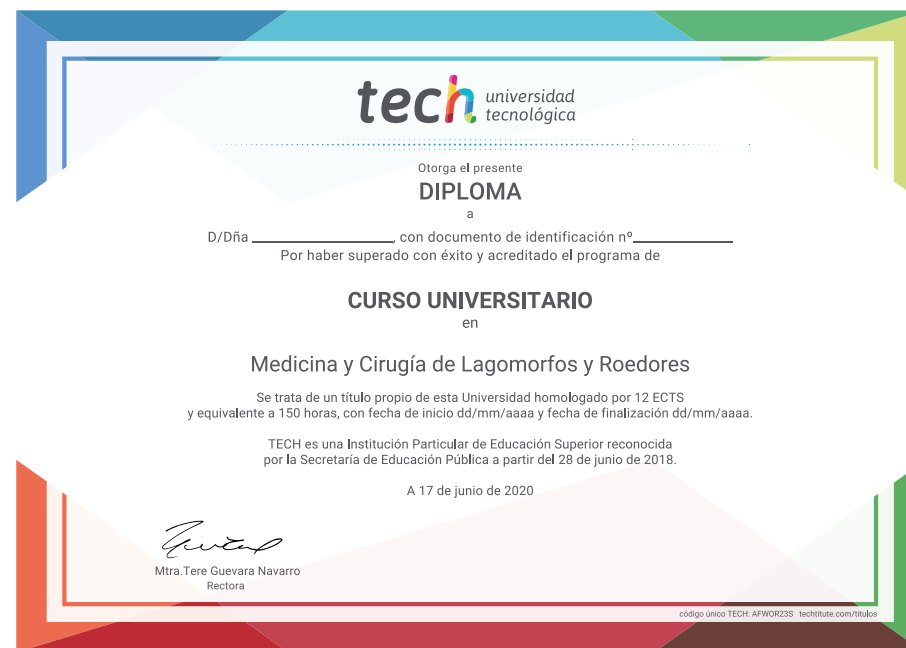 tech universidad
tecnológica
Otorga el presente
DIPLOMA
a
D/Dña ____________________, con documento de identificación nº______________
Por haber superado con éxito y acreditado el programa de
CURSO UNIVERSITARIO
en
Medicina y Cirugía de Lagomorfos y Roedores
Se trata de un título propio de esta Universidad homologado por 12 ECTS
y equivalente a 150 horas, con fecha de inicio dd/mm/aaaa y fecha de finalización dd/mm/aaaa.
TECH es una Institución Particular de Educación Superior reconocida
por la Secretaría de Educación Pública a partir del 28 de junio de 2018.
A 17 de junio de 2020
Mtra.Tere Guevara Navarro
Rectora
código único TECH: AFWOR23S techtitute.com/titulos